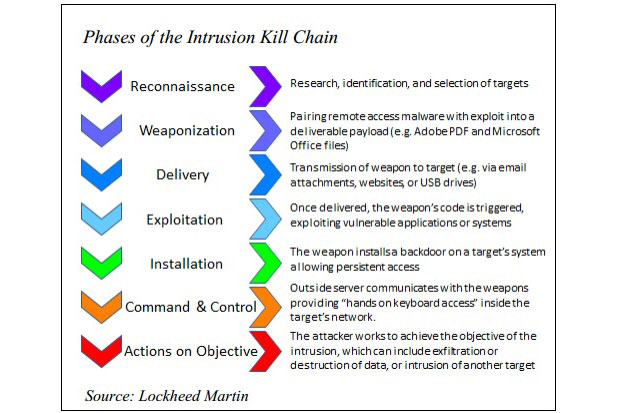 Phases of the Intrusion Kill Chain
Reconnaissance
Research, identification, and selection of targets
Weaponization
Pairing remote access malware with exploit into a
deliverable payload (e.g. Adobe PDF and Microsoft
Office files)
Delivery
Transmission of weapon to target (e.g. via email
attachments, websites, or USB drives)
Exploitation
Once delivered, the weapon's code is triggered,
exploiting vulnerable applications or systems
Installation
The weapon installs a backdoor on a target's system
allowing persistent access
Command & Control
Outside server communicates with the weapons
providing "hands on keyboard access" inside the
target's network.
Actions on Objective
The attacker works to achieve the objective of the
intrusion, which can include exfiltration or
destruction of data, or intrusion of another target
Source: Lockheed Martin